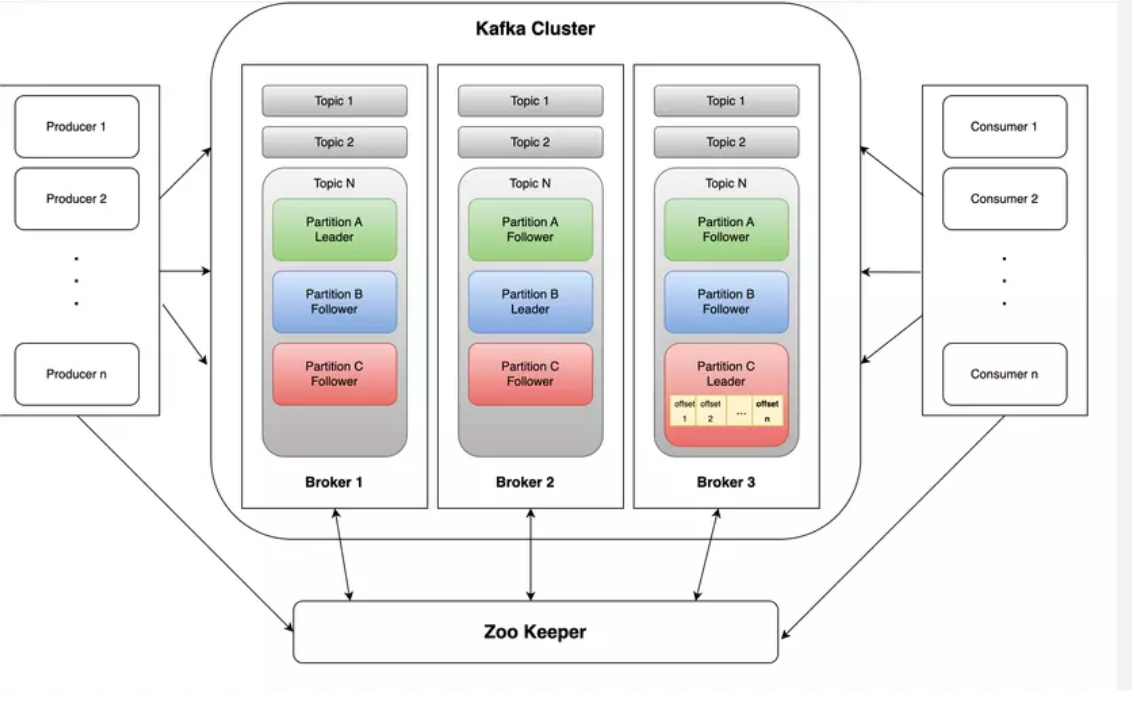 Kafka Cluster
Producer 1
Producer 2
.
.
.
Producer n
Topic 1
Topic 2
Topic N
Partition A
Leader
Partition B
Follower
Partition C
Follower
Broker 1
Topic 1
Topic 2
Topic N
Partition A
Follower
Partition B
Leader
Partition C
Follower
Broker 2
Topic 1
Topic 2
Topic N
Partition A
Follower
Partition B
Follower
Partition C
Leader
offset 1
offset 2
...
offset n
Broker 3
Consumer 1
Consumer 2
.
.
.
Consumer n
Zoo Keeper